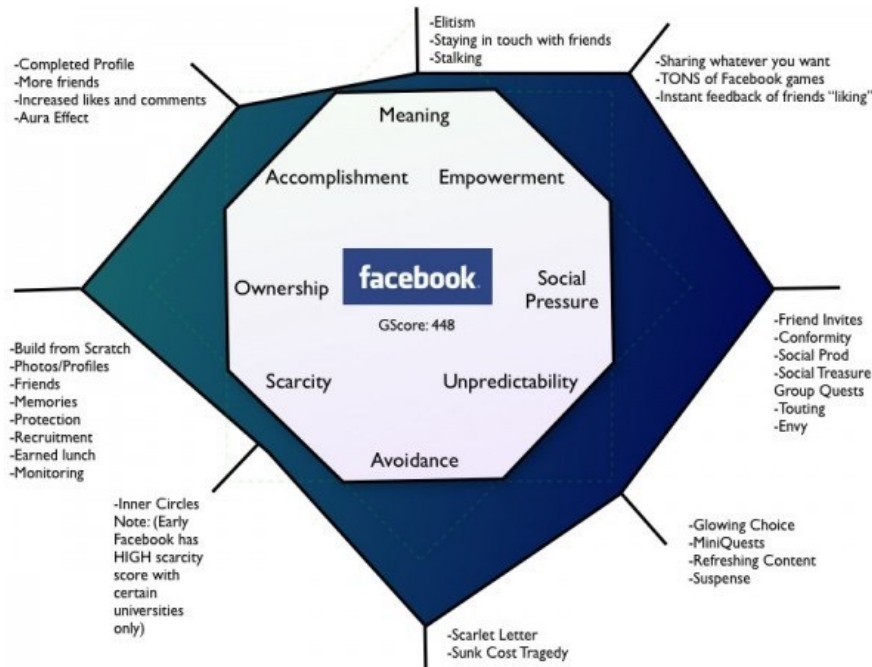 -Elitism
-Staying in touch with friends
-Stalking
-Completed Profile
-More friends
-Increased likes and comments
-Aura Effect
-Sharing whatever you want
-TONS of Facebook games
-Instant feedback of friends “liking”
Meaning
Accomplishment
Empowerment
Ownership
facebook.
GScore: 448
Social
Pressure
Scarcity
Unpredictability
Avoidance
-Build from Scratch
-Photos/Profiles
-Friends
-Memories
-Protection
-Recruitment
-Earned lunch
-Monitoring
-Friend Invites
-Conformity
-Social Prod
-Social Treasure
Group Quests
-Touting
-Envy
-Inner Circles
Note: (Early
Facebook has
HIGH scarcity
score with
certain
universities
only)
-Glowing Choice
-MiniQuests
-Refreshing Content
-Suspense
-Scarlet Letter
-Sunk Cost Tragedy